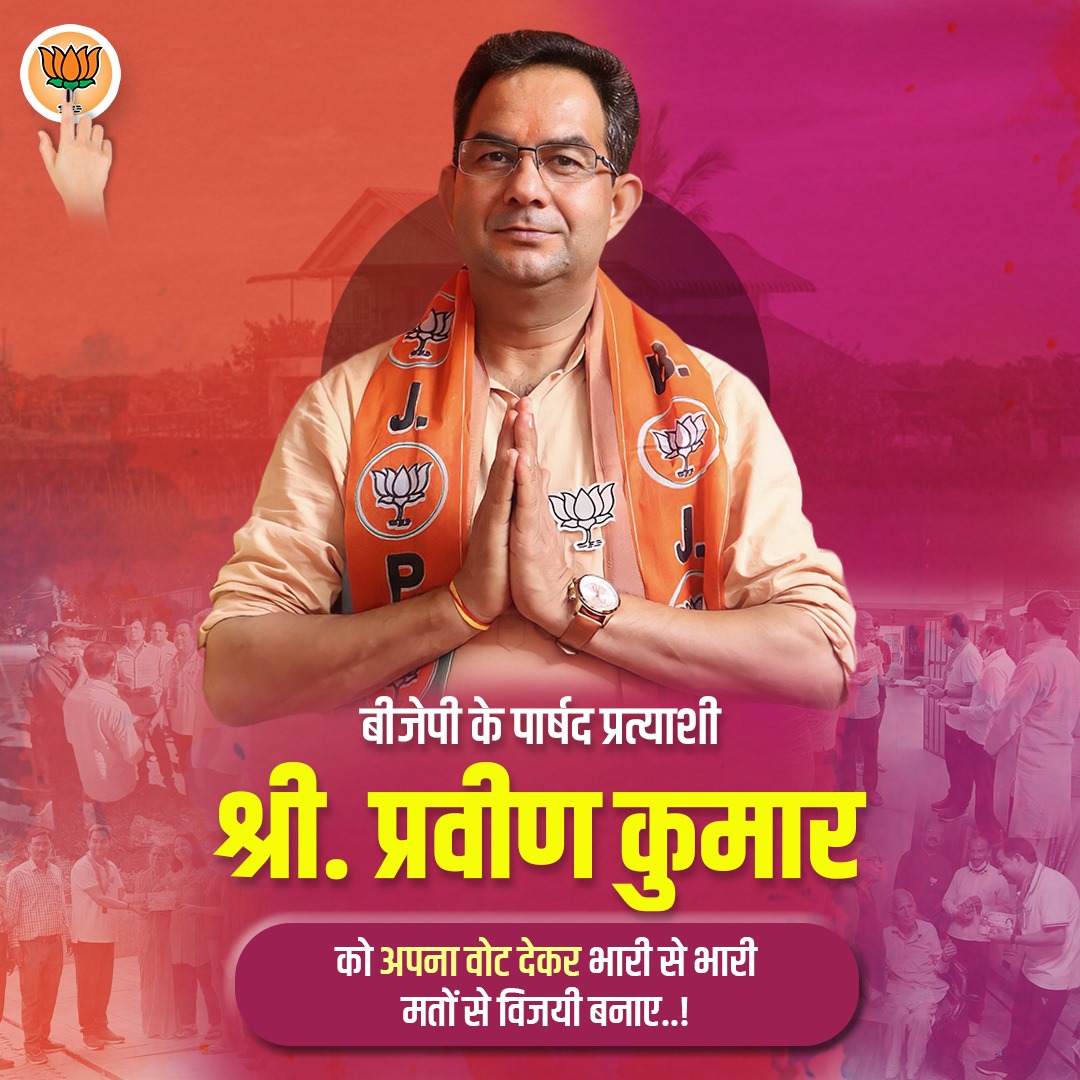 J.
P
B.
J.
बीजेपी के पार्षद प्रत्याशी
श्री. प्रवीण कुमार
को अपना वोट देकर भारी से भारी
मतों से विजयी बनाए..!